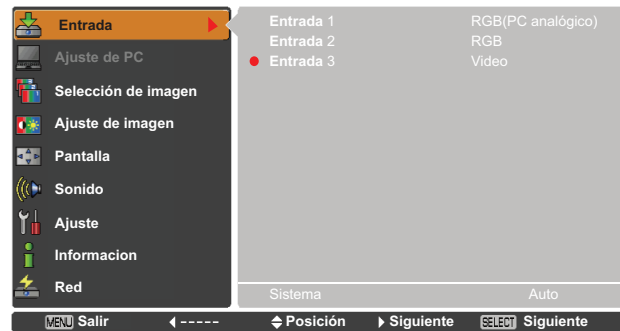 Entrada
Ajuste de PC
Selección de imagen
Ajuste de imagen
Pantalla
Sonido
Ajuste
Informacion
Red
Entrada 1 RGB(PC analógico)
Entrada 2 RGB
Entrada 3 Video
Sistema Auto
MENU Salir ----- Posición Siguiente SELECT Siguiente